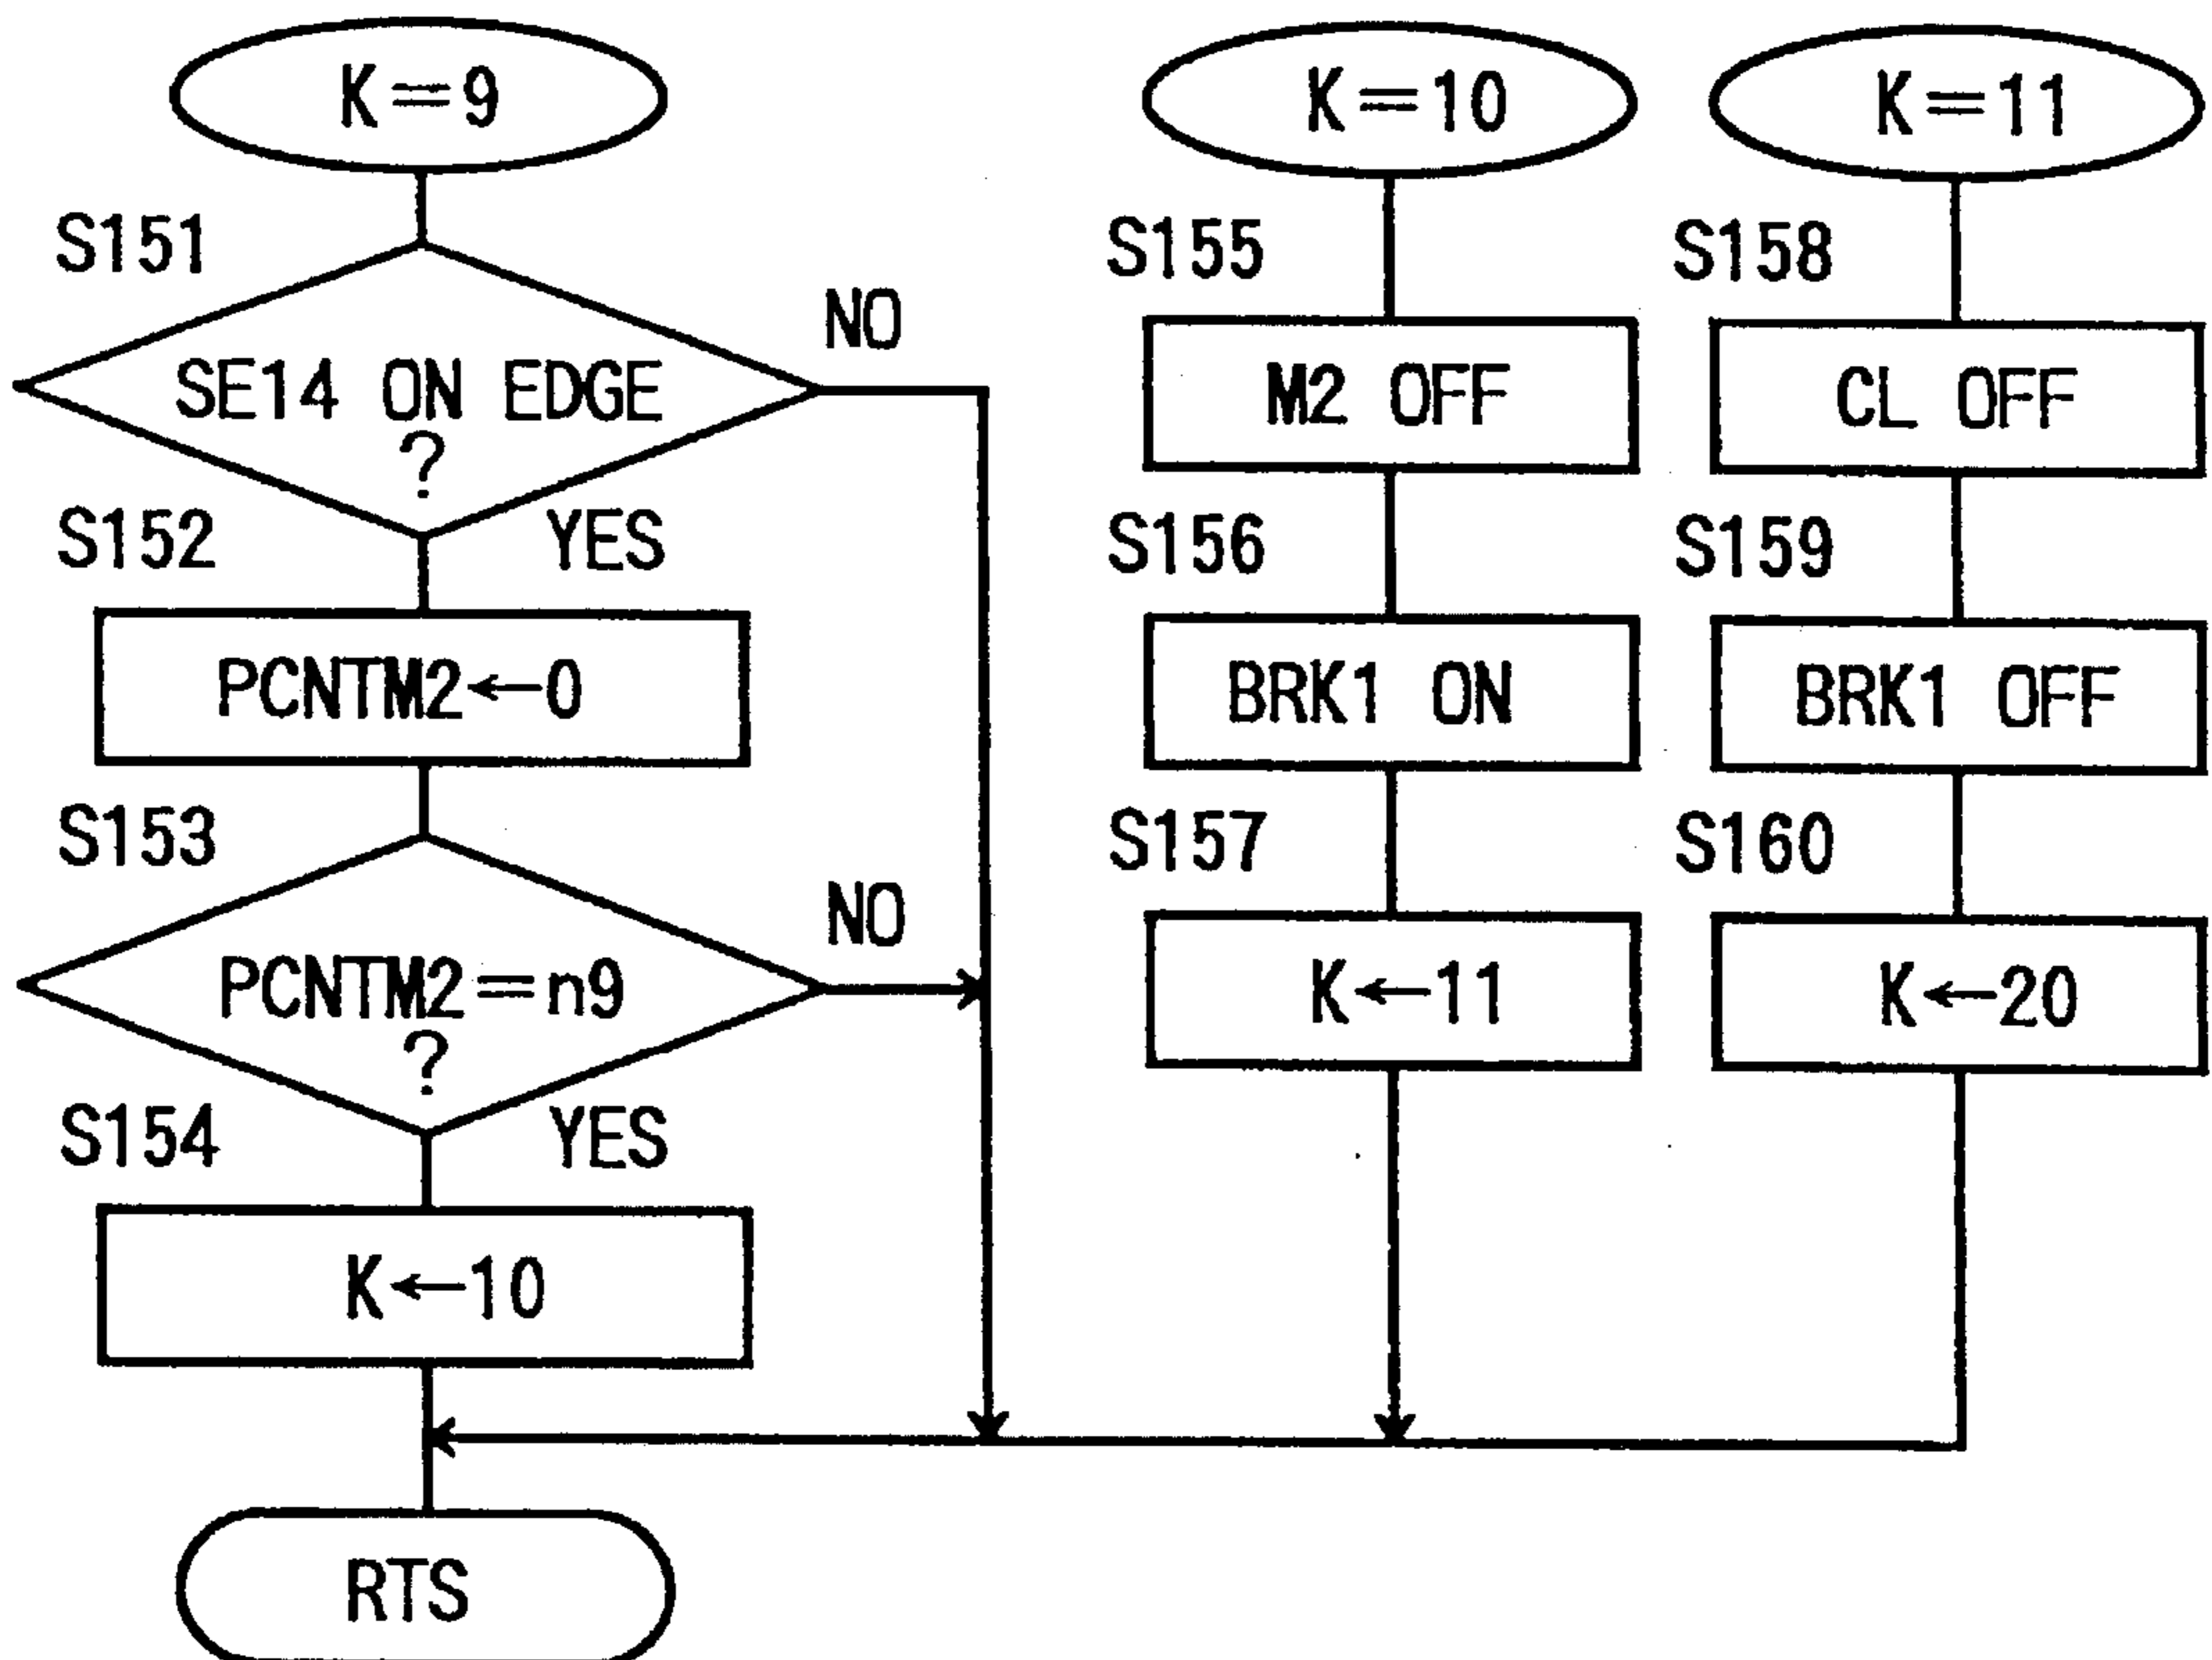 K=9
S151
SE14 ON EDGE
?
NO
YES
S152
PCNTM2←0
S153
PCNTM2=n9
?
NO
YES
S154
K←10
RTS
K=10
S155
M2 OFF
S156
BRK1 ON
S157
K←11
K=11
S158
CL OFF
S159
BRK1 OFF
S160
K←20